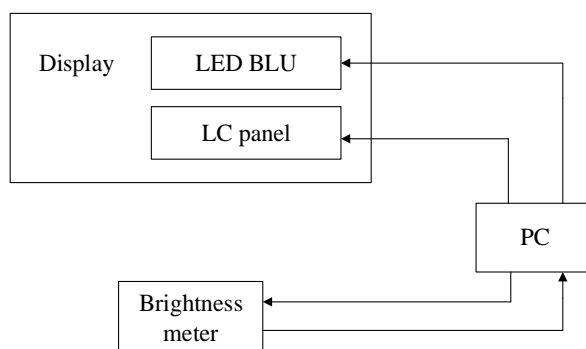 Display
LED BLU
LC panel
PC
Brightness
meter